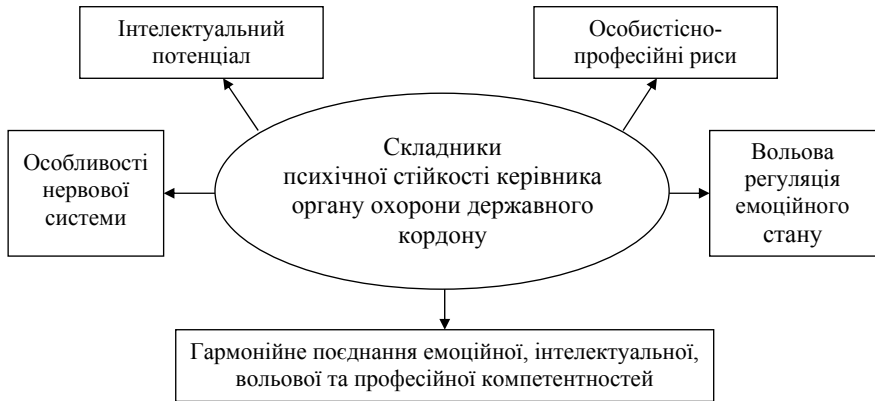 Інтелектуальний
потенціал
Особистісно-
професійні риси
Особливості
нервової
системи
Складники
психічної стійкості керівника
органу охорони державного
кордону
Вольова
регуляція
емоційного
стану
Гармонійне поєднання емоційної, інтелектуальної,
вольової та професійної компетентностей